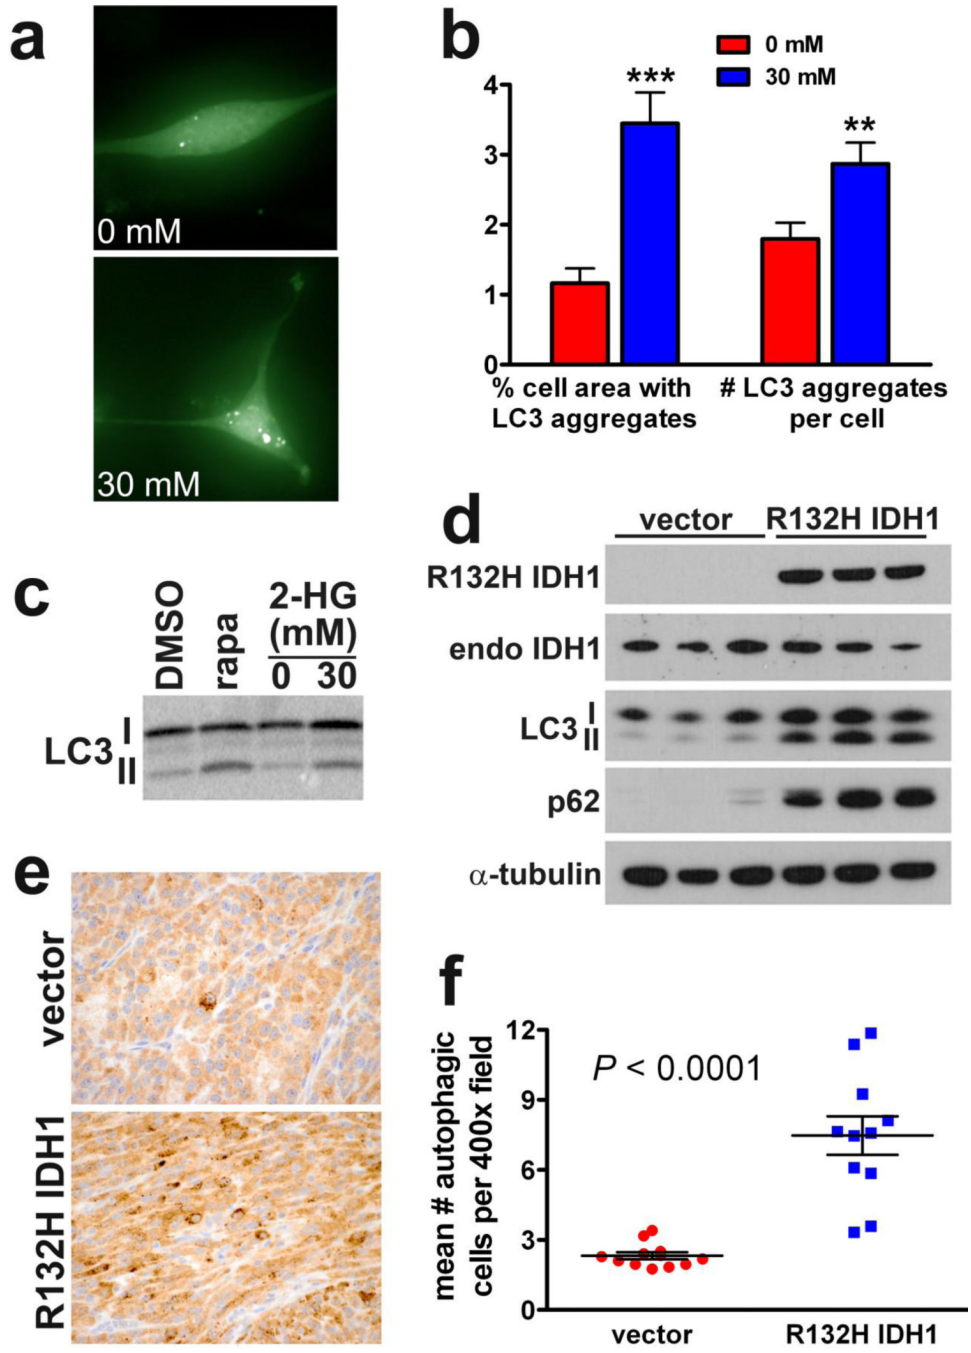 a
0 mM
30 mM
b
0 mM
30 mM
***
**
4
3
2
1
0
% cell area with
LC3 aggregates
# LC3 aggregates
per cell
c
DMSO
rapa
2-HG
(mM)
0 30
LC3
I
II
d
vector R132H IDH1
R132H IDH1
endo IDH1
LC3
I
II
p62
α-tubulin
e
vector
R132H IDH1
f
mean # autophagic
cells per 400x field
12
9
6
3
0
P < 0.0001
vector R132H IDH1